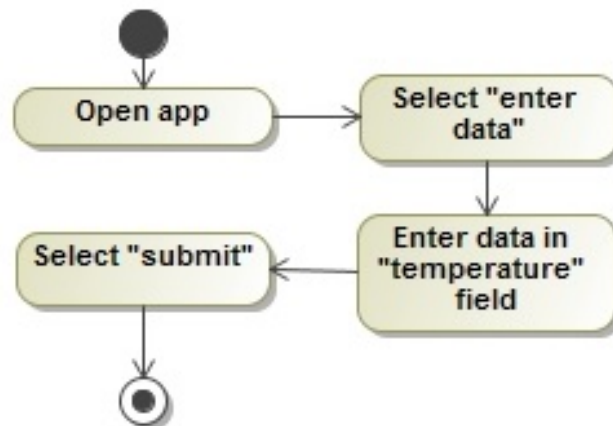 Open app
Select "enter
data"
Enter data in
"temperature"
field
Select "submit"